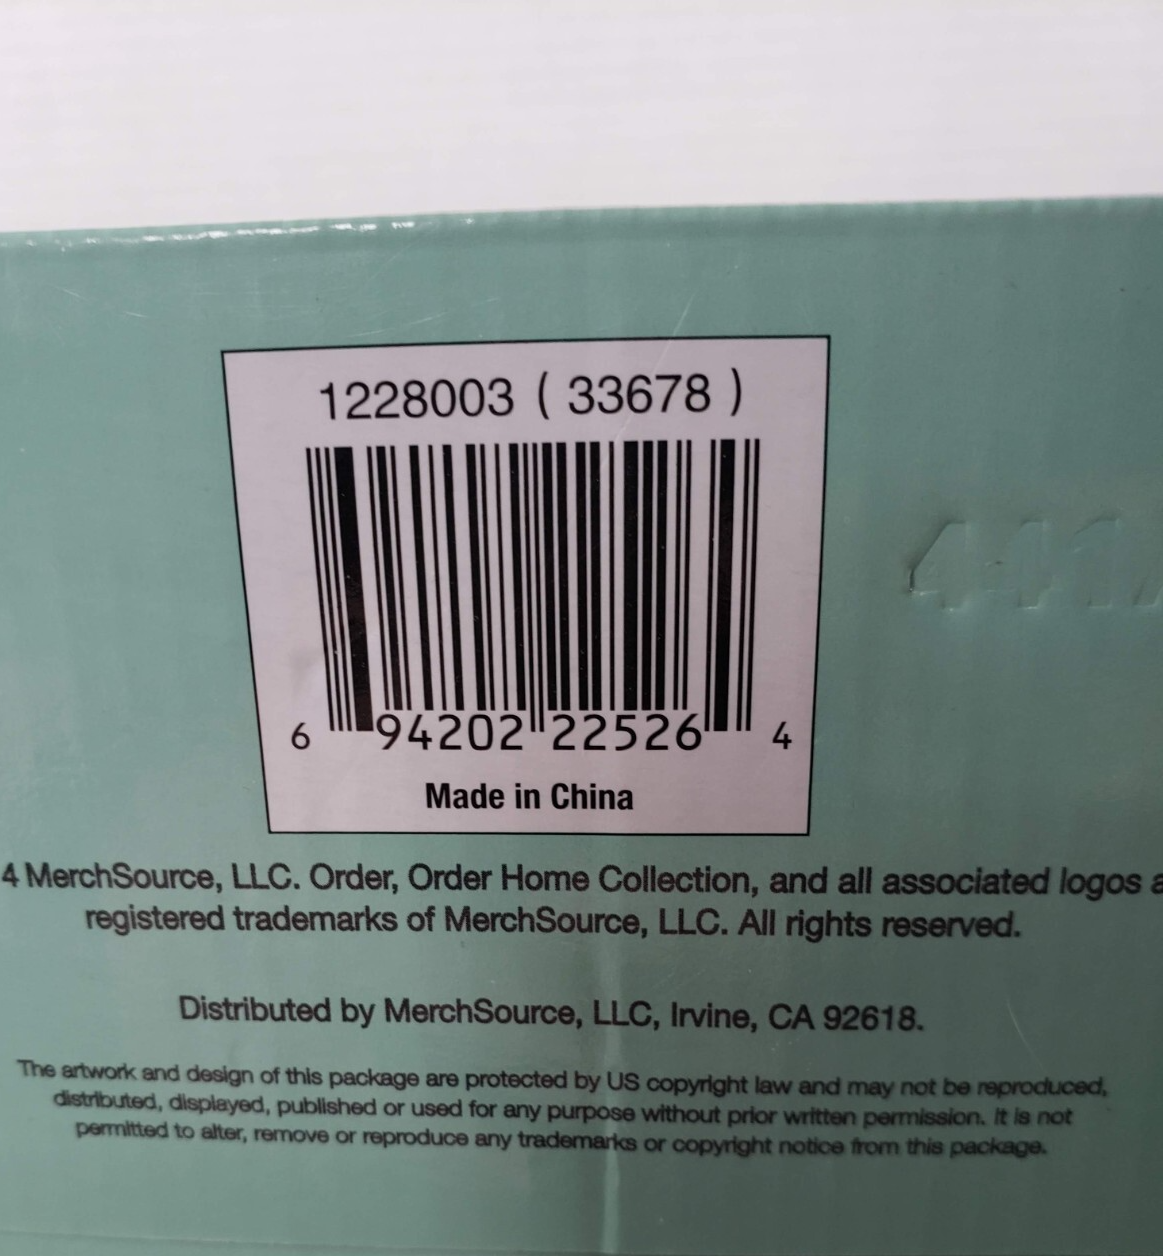 1228003 ( 33678 )
6 94202 22526 4
Made in China
4 MerchSource, LLC. Order, Order Home Collection, and all associated logos a
registered trademarks of MerchSource, LLC. All rights reserved.
Distributed by MerchSource, LLC, Irvine, CA 92618.
The artwork and design of this package are protected by US copyright law and may not be reproduced,
distributed, displayed, published or used for any purpose without prior written permission. It is not
permitted to alter, remove or reproduce any trademarks or copyright notice from this package.